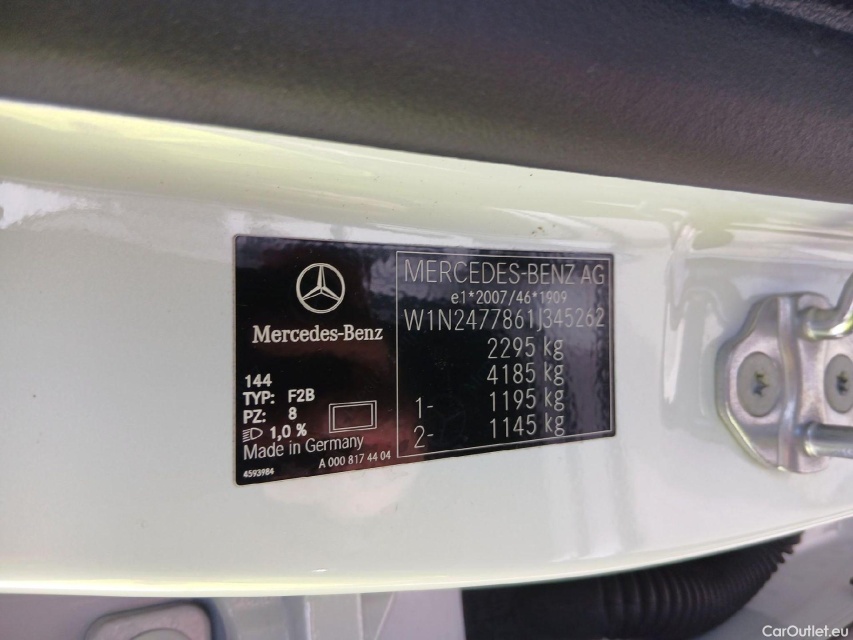 Mercedes-Benz
144
TYP: F2B
PZ: 8
1,0 %
Made in Germany
A 000 817 44 04
4593984
MERCEDES-BENZ AG
e1*2007/46*1909
W1N2477861J345262
2295 kg
4185 kg
1- 1195 kg
2- 1145 kg
CarOutlet.eu